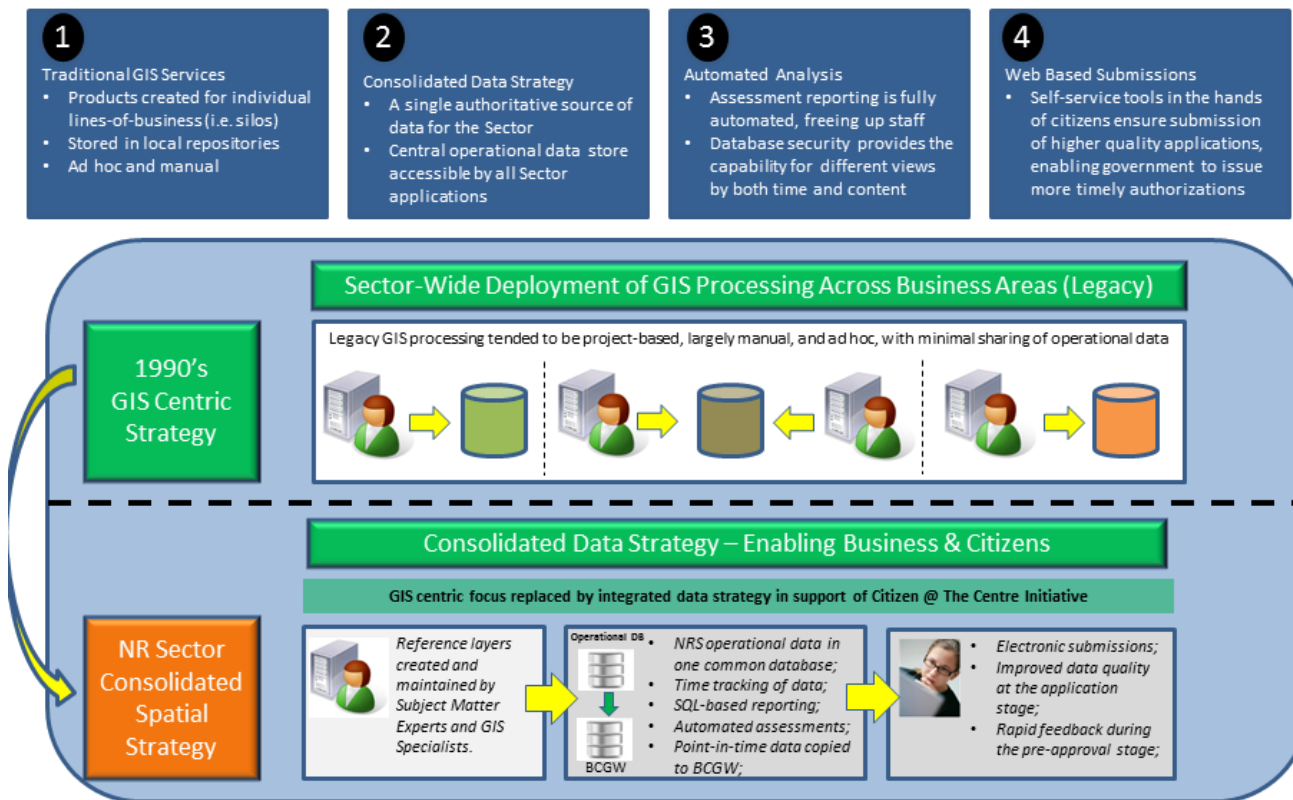 1
Traditional GIS Services
• Products created for individual
lines-of-business (i.e. silos)
• Stored in local repositories
• Ad hoc and manual
2
Consolidated Data Strategy
• A single authoritative source of
data for the Sector
• Central operational data store
accessible by all Sector
applications
3
Automated Analysis
• Assessment reporting is fully
automated, freeing up staff
• Database security provides the
capability for different views
by both time and content
4
Web Based Submissions
• Self-service tools in the hands
of citizens ensure submission
of higher quality applications,
enabling government to issue
more timely authorizations
Sector-Wide Deployment of GIS Processing Across Business Areas (Legacy)
1990's
GIS Centric
Strategy
Legacy GIS processing tended to be project-based, largely manual, and ad hoc, with minimal sharing of operational data
Consolidated Data Strategy – Enabling Business & Citizens
GIS centric focus replaced by integrated data strategy in support of Citizen @ The Centre Initiative
NR Sector
Consolidated
Spatial
Strategy
Reference layers
created and
maintained by
Subject Matter
Experts and GIS
Specialists.
Operational DB
BCGW
• NRS operational data in
one common database;
• Time tracking of data;
• SQL-based reporting;
• Automated assessments;
• Point-in-time data copied
to BCGW;
• Electronic submissions;
• Improved data quality
at the application
stage;
• Rapid feedback during
the pre-approval stage;